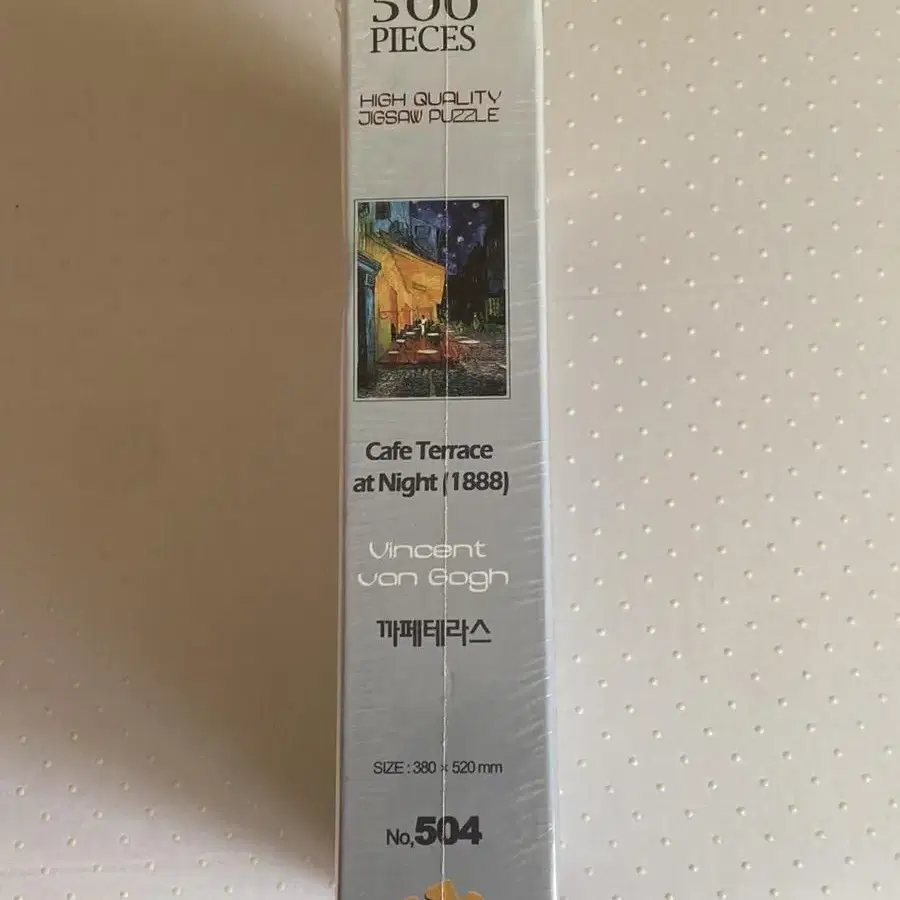 500
PIECES
HIGH QUALITY
JIGSAW PUZZLE
Cafe Terrace
at Night (1888)
Vincent
van Gogh
까페테라스
SIZE : 380 × 520 mm
No,504